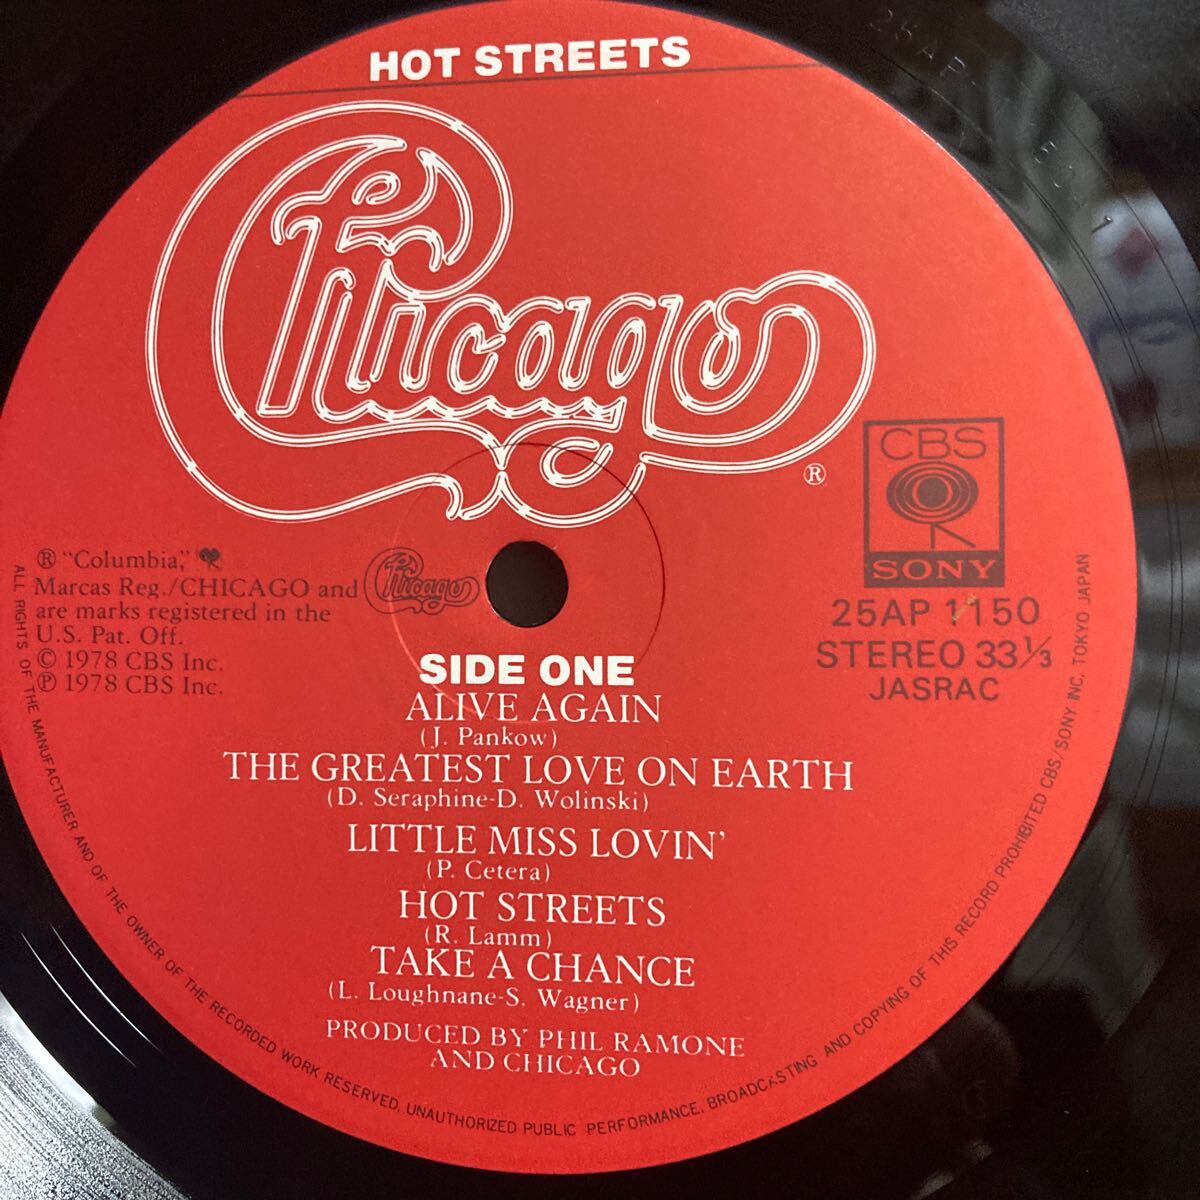 HOT STREETS
Chicago
®
CBS
SONY
25AP 1150
STEREO 33⅓
JASRAC
® "Columbia,"
Marcas Reg./CHICAGO and Chicago
are marks registered in the
U.S. Pat. Off.
© 1978 CBS Inc.
℗ 1978 CBS Inc.
SIDE ONE
ALIVE AGAIN
(J. Pankow)
THE GREATEST LOVE ON EARTH
(D. Seraphine-D. Wolinski)
LITTLE MISS LOVIN'
(P. Cetera)
HOT STREETS
(R. Lamm)
TAKE A CHANCE
(L. Loughnane-S. Wagner)
PRODUCED BY PHIL RAMONE
AND CHICAGO
ALL RIGHTS OF THE MANUFACTURER AND OF THE OWNER OF THE RECORDED WORK RESERVED. UNAUTHORIZED PUBLIC PERFORMANCE, BROADCASTING AND COPYING OF THIS RECORD PROHIBITED CBS/SONY INC. TOKYO JAPAN